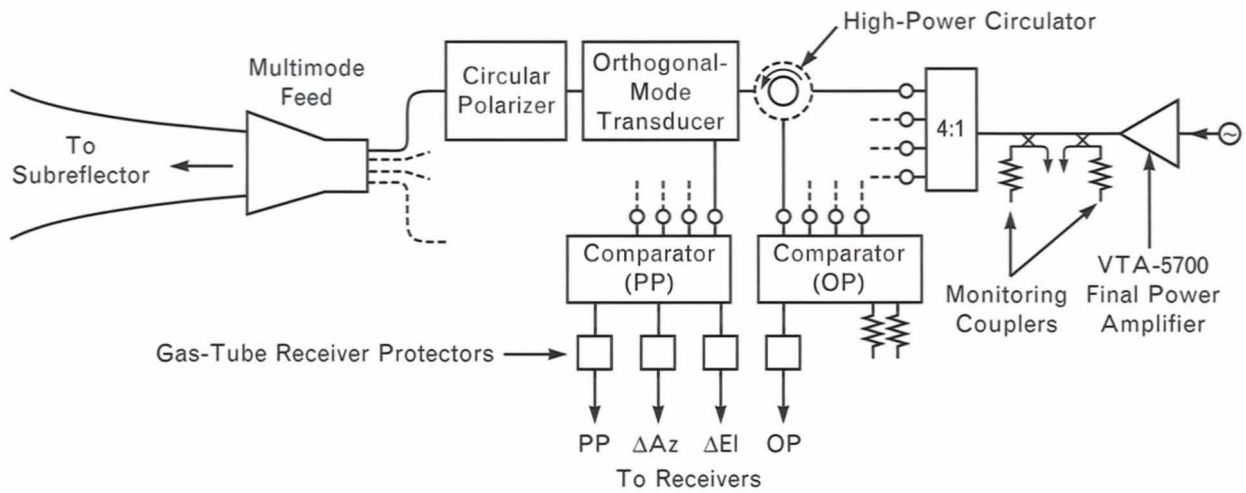 High-Power Circulator
Multimode
Feed
Circular
Polarizer
Orthogonal-
Mode
Transducer
4:1
To
Subreflector
Comparator
(PP)
Comparator
(OP)
Monitoring
Couplers
VTA-5700
Final Power
Amplifier
Gas-Tube Receiver Protectors
PP ΔAz ΔEl OP
To Receivers